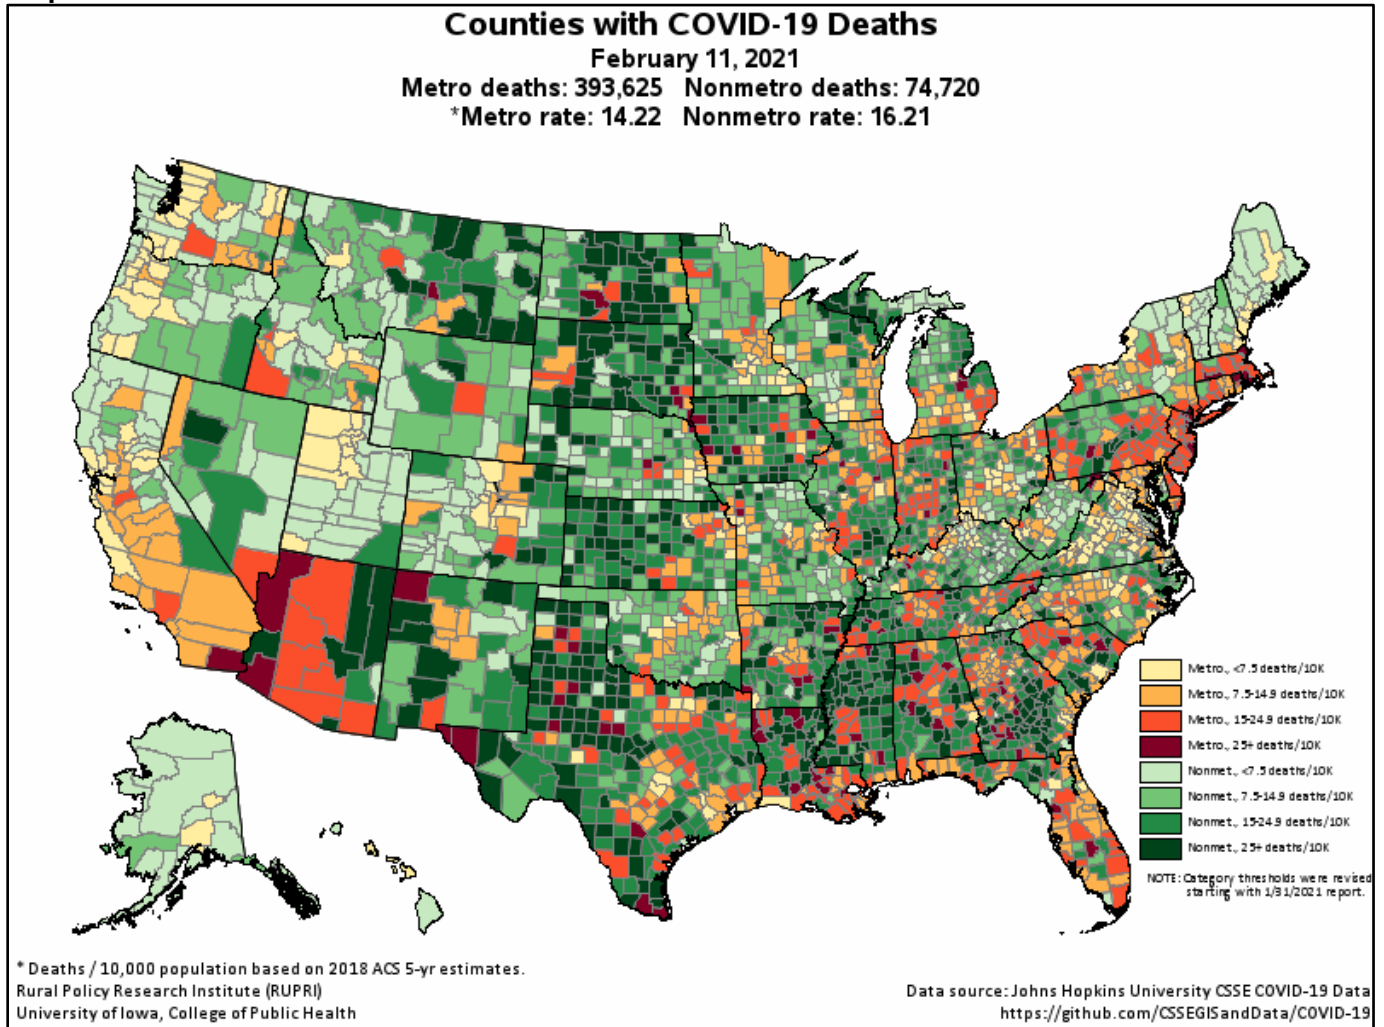 Counties with COVID-19 Deaths
February 11, 2021
Metro deaths: 393,625 Nonmetro deaths: 74,720
*Metro rate: 14.22 Nonmetro rate: 16.21
Metro., <7.5 deaths/10K
Metro., 7.5-14.9 deaths/10K
Metro., 15-24.9 deaths/10K
Metro., 25+ deaths/10K
Nonmet., <7.5 deaths/10K
Nonmet., 7.5-14.9 deaths/10K
Nonmet., 15-24.9 deaths/10K
Nonmet., 25+ deaths/10K
NOTE: Category thresholds were revised
starting with 1/31/2021 report.
* Deaths / 10,000 population based on 2018 ACS 5-yr estimates.
Rural Policy Research Institute (RUPRI)
University of Iowa, College of Public Health
Data source: Johns Hopkins University CSSE COVID-19 Data
https://github.com/CSSEGISandData/COVID-19